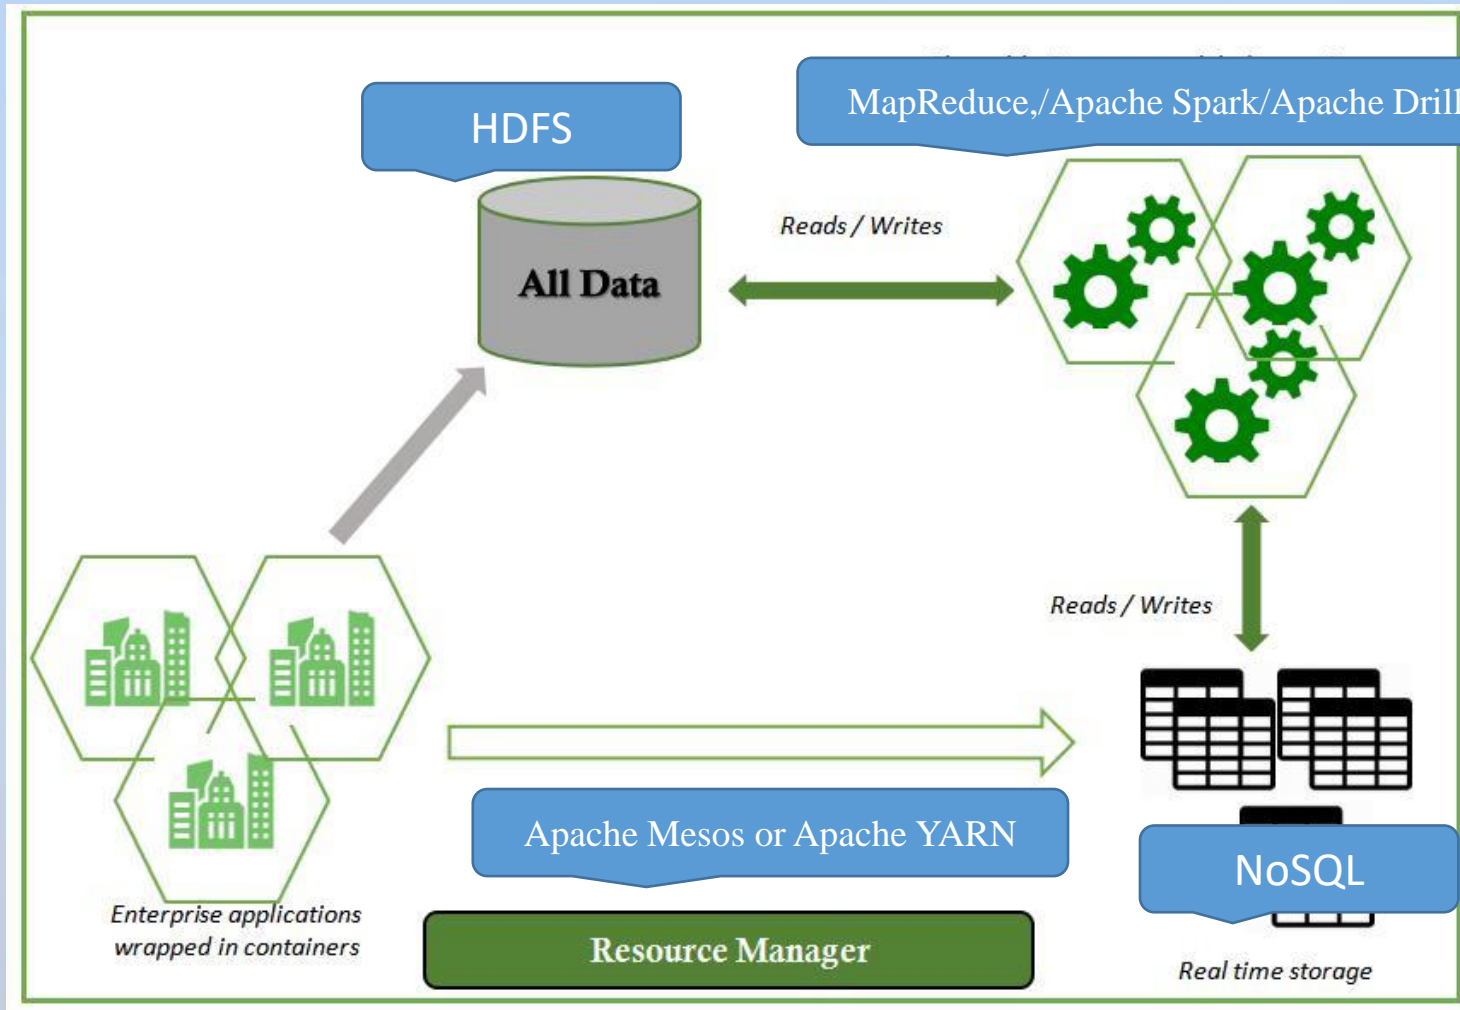 HDFS
MapReduce,/Apache Spark/Apache Drill
Reads / Writes
All Data
Reads / Writes
Apache Mesos or Apache YARN
NoSQL
Enterprise applications
wrapped in containers
Resource Manager
Real time storage